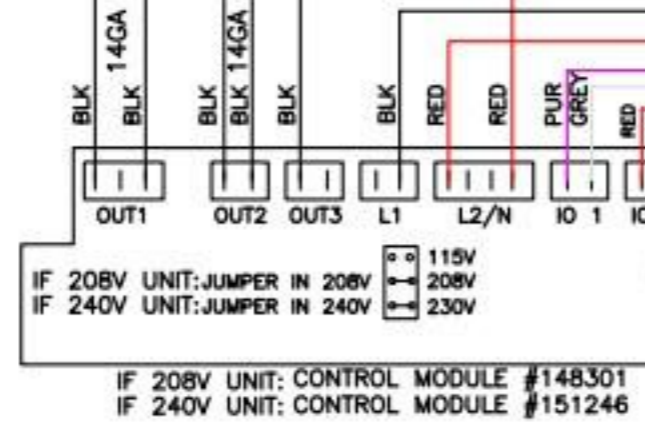 14GA
14GA
BLK
BLK
BLK
BLK
BLK
BLK
RED
RED
PUR
GREY
RED
OUT1
OUT2
OUT3
L1
L2/N
IO 1
IO
115V
IF 208V UNIT:JUMPER IN 208V
208V
IF 240V UNIT:JUMPER IN 240V
230V
IF 208V UNIT: CONTROL MODULE #148301
IF 240V UNIT: CONTROL MODULE #151246